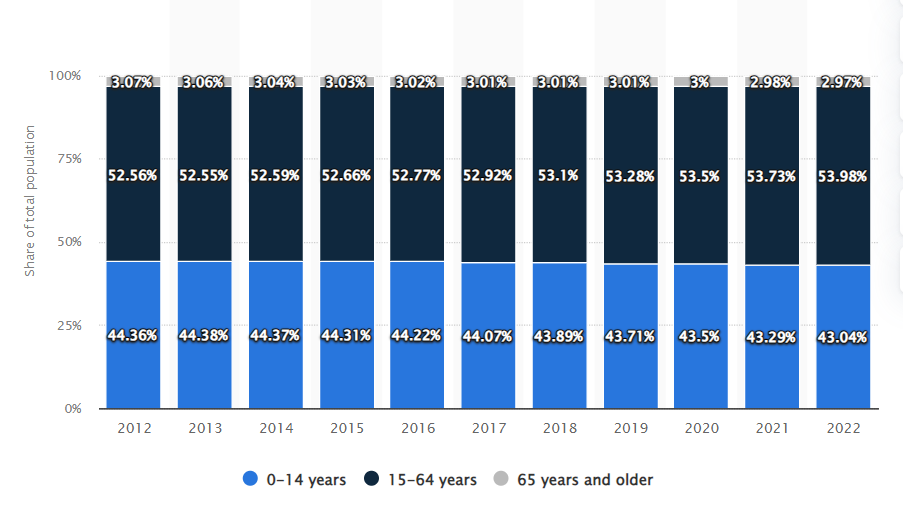 100%
3.07% 3.06% 3.04% 3.03% 3.02% 3.01% 3.01% 3.01% 3% 2.98% 2.97%
75%
52.56% 52.55% 52.59% 52.66% 52.77% 52.92% 53.1% 53.28% 53.5% 53.73% 53.98%
Share of total population
50%
25%
44.36% 44.38% 44.37% 44.31% 44.22% 44.07% 43.89% 43.71% 43.5% 43.29% 43.04%
0%
2012 2013 2014 2015 2016 2017 2018 2019 2020 2021 2022
0–14 years 15–64 years 65 years and older